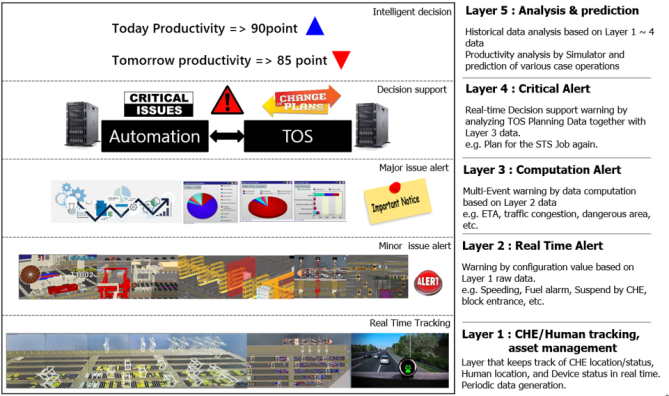 Intelligent decision
Today Productivity => 90point
Tomorrow productivity => 85 point
Layer 5 : Analysis & prediction
Historical data analysis based on Layer 1 ~ 4
data
Productivity analysis by Simulator and
prediction of various case operations
Decision support
CRITICAL
ISSUES
CHANGE
PLANS
Automation
TOS
Layer 4 : Critical Alert
Real-time Decision support warning by
analyzing TOS Planning Data together with
Layer 3 data.
e.g. Plan for the STS Job again.
Major issue alert
Important Notice
Layer 3 : Computation Alert
Multi-Event warning by data computation
based on Layer 2 data
e.g. ETA, traffic congestion, dangerous area,
etc.
Minor issue alert
T1002
ALERT
Layer 2 : Real Time Alert
Warning by configuration value based on
Layer 1 raw data.
e.g. Speeding, Fuel alarm, Suspend by CHE,
block entrance, etc.
Real Time Tracking
Layer 1 : CHE/Human tracking,
asset management
Layer that keeps track of CHE location/status,
Human location, and Device status in real time.
Periodic data generation.